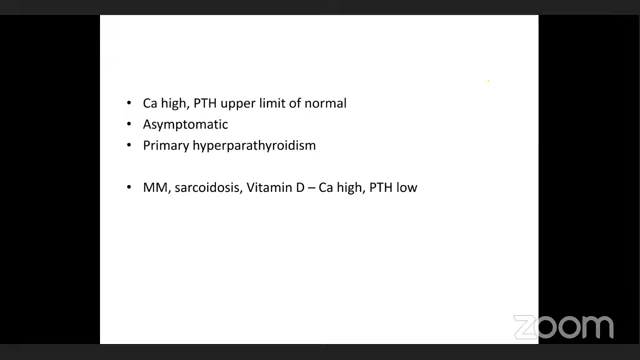 • Ca high, PTH upper limit of normal
• Asymptomatic
• Primary hyperparathyroidism
• MM, sarcoidosis, Vitamin D – Ca high, PTH low
zoom